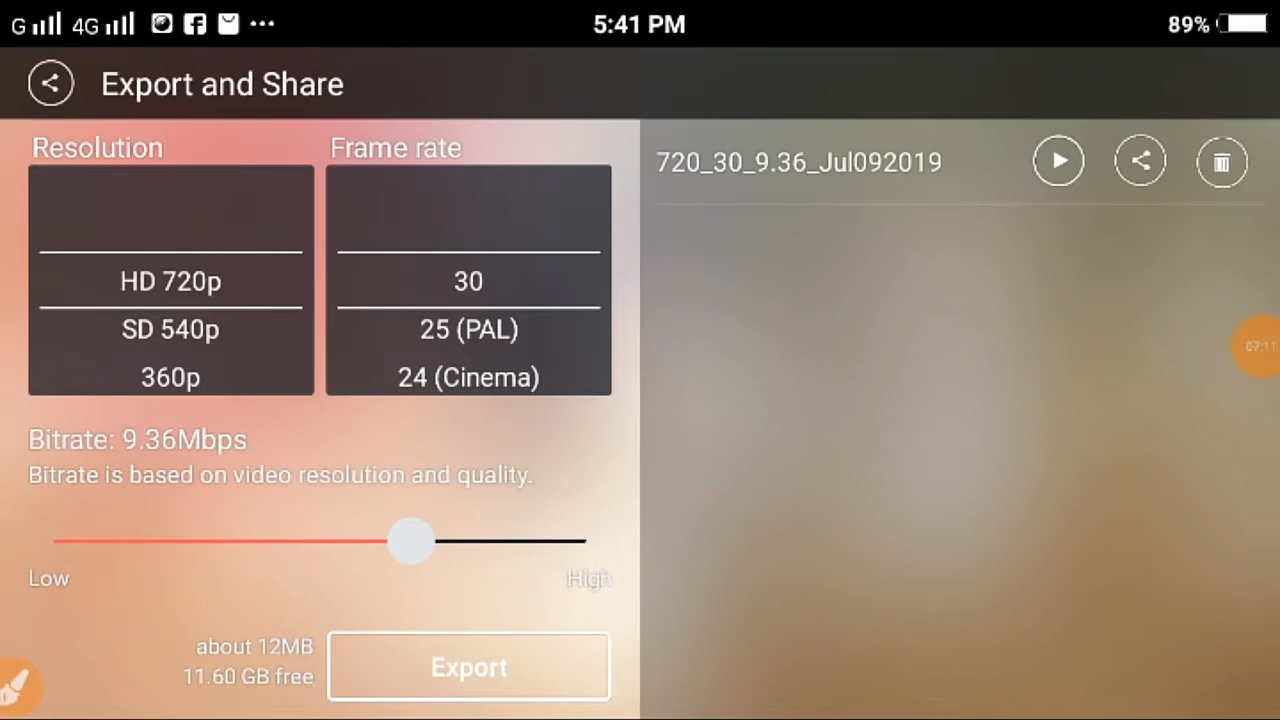 G 4G 5:41 PM 89%
Export and Share
Resolution Frame rate
720_30_9.36_Jul092019
HD 720p 30
SD 540p 25 (PAL)
360p 24 (Cinema)
07:11
Bitrate: 9.36Mbps
Bitrate is based on video resolution and quality.
Low High
about 12MB
11.60 GB free
Export